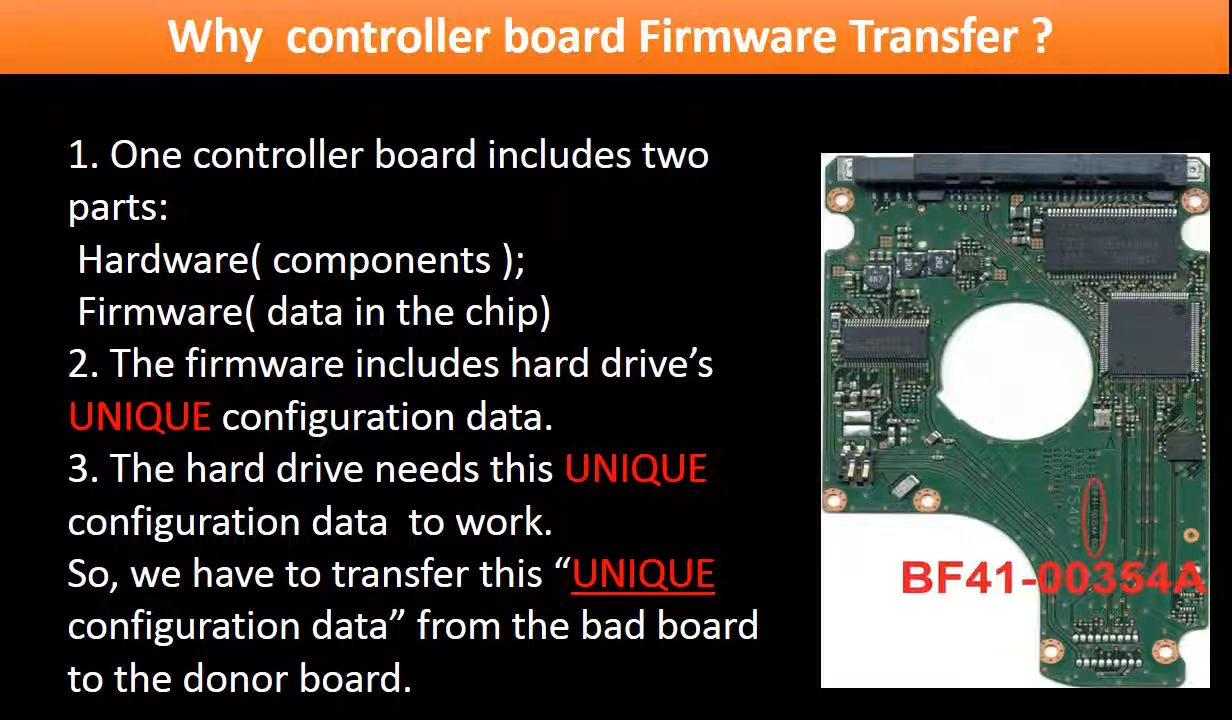 Why controller board Firmware Transfer ?
1. One controller board includes two
parts:
Hardware( components );
Firmware( data in the chip)
2. The firmware includes hard drive’s
UNIQUE configuration data.
3. The hard drive needs this UNIQUE
configuration data to work.
So, we have to transfer this “UNIQUE
configuration data” from the bad board
to the donor board.
BF41-00354A